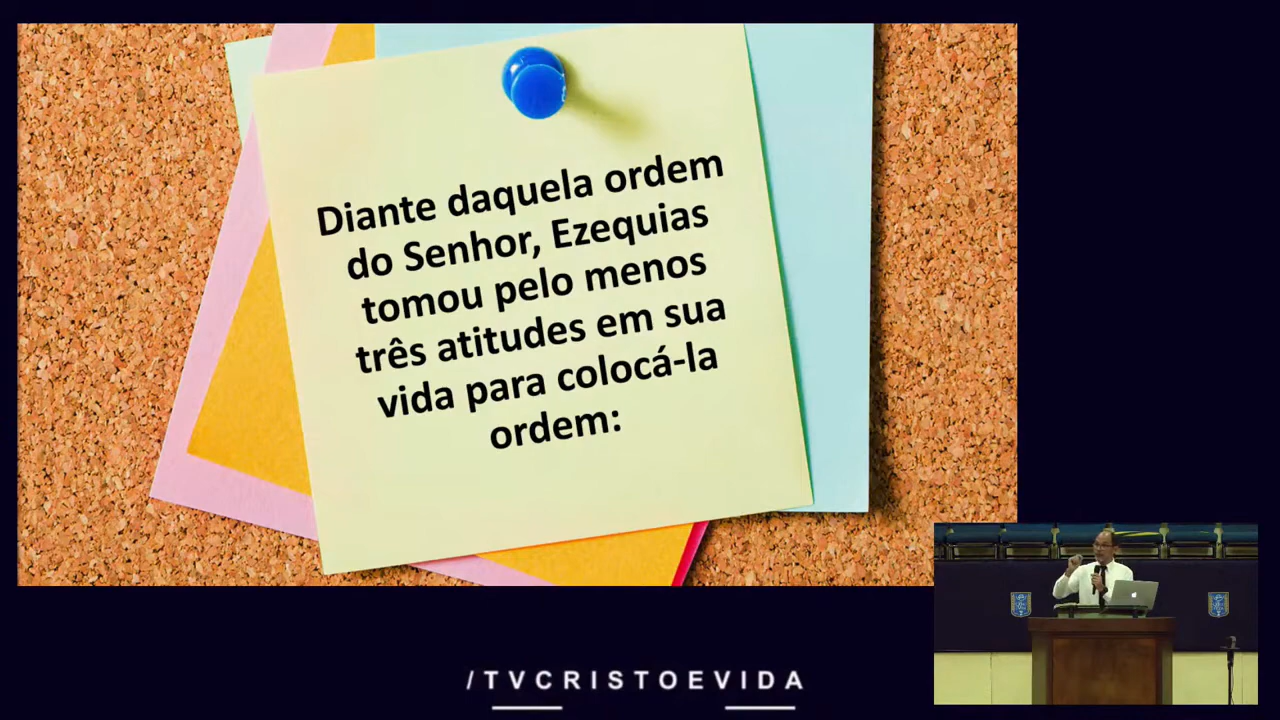 Diante daquela ordem
do Senhor, Ezequias
tomou pelo menos
três atitudes em sua
vida para colocá-la
ordem:
/TVCRISTOEVIDA